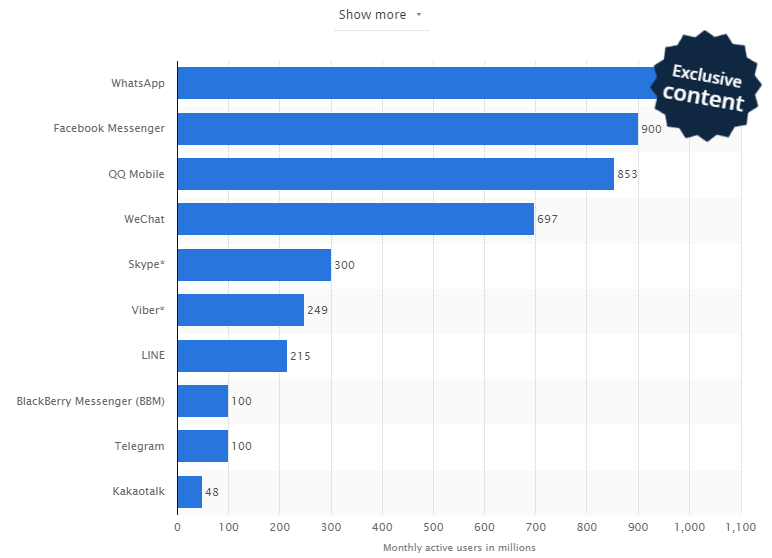 Show more
Exclusive
content
WhatsApp
Facebook Messenger 900
QQ Mobile 853
WeChat 697
Skype* 300
Viber* 249
LINE 215
BlackBerry Messenger (BBM) 100
Telegram 100
Kakaotalk 48
0 100 200 300 400 500 600 700 800 900 1,000 1,100
Monthly active users in millions